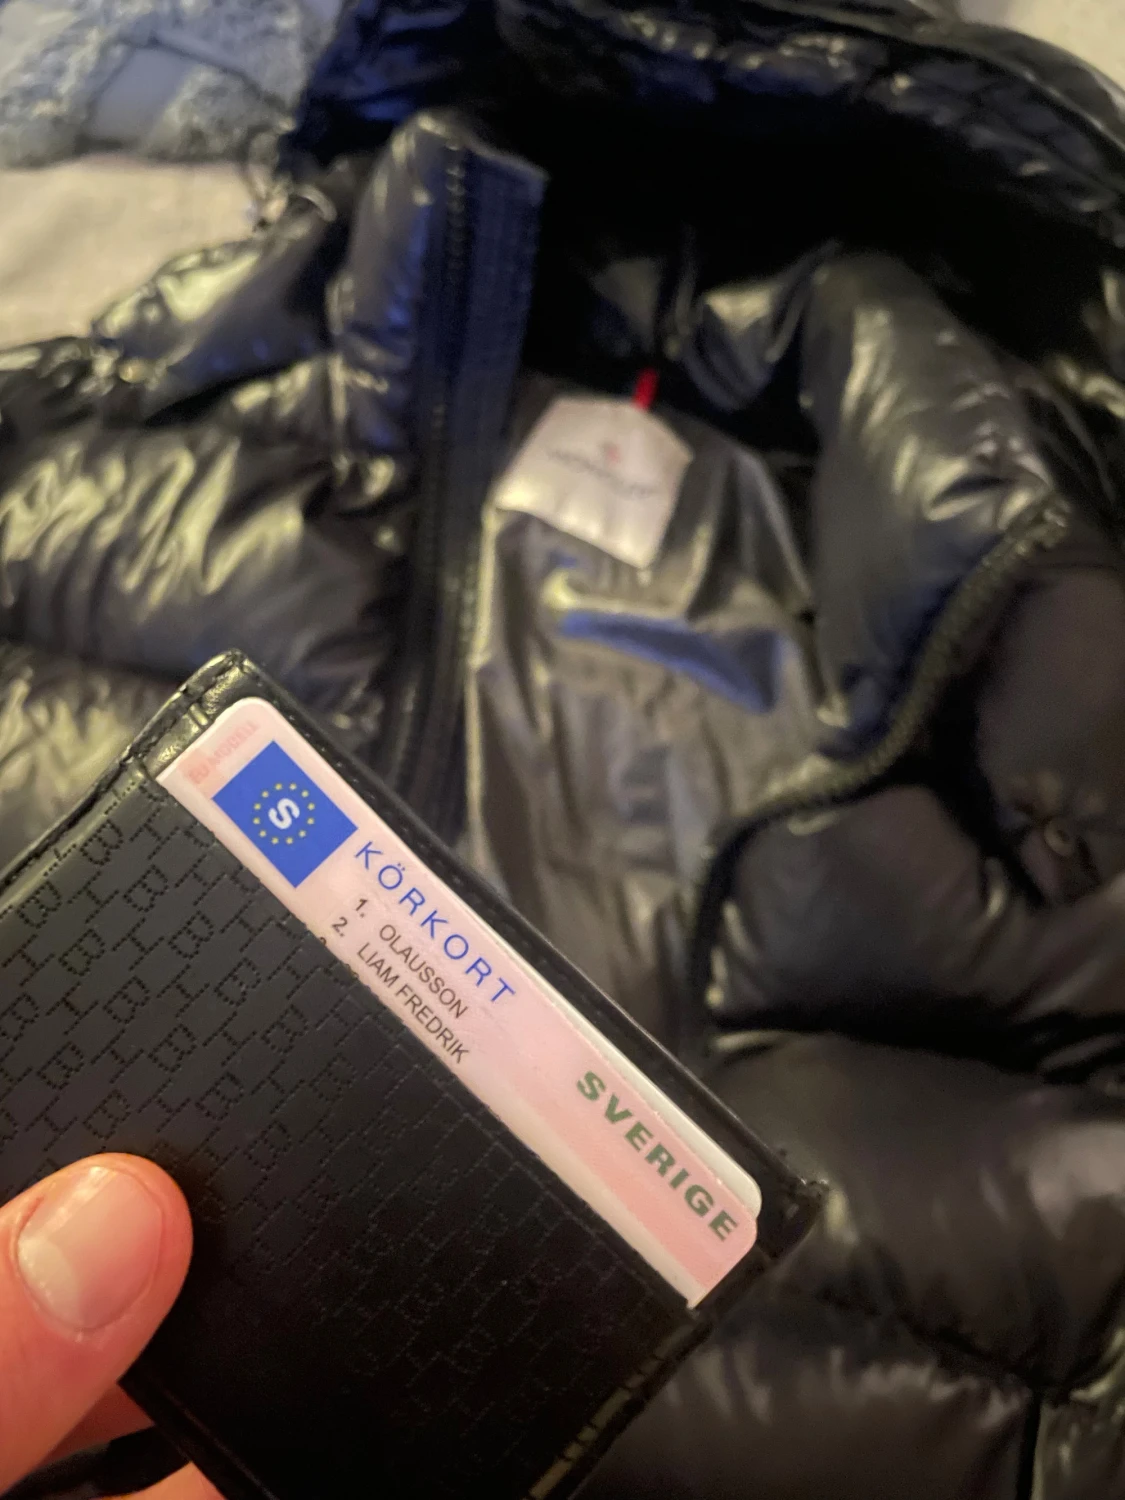 S
KÖRKORT
1. OLAUSSON
2. LIAM FREDRIK
SVERIGE